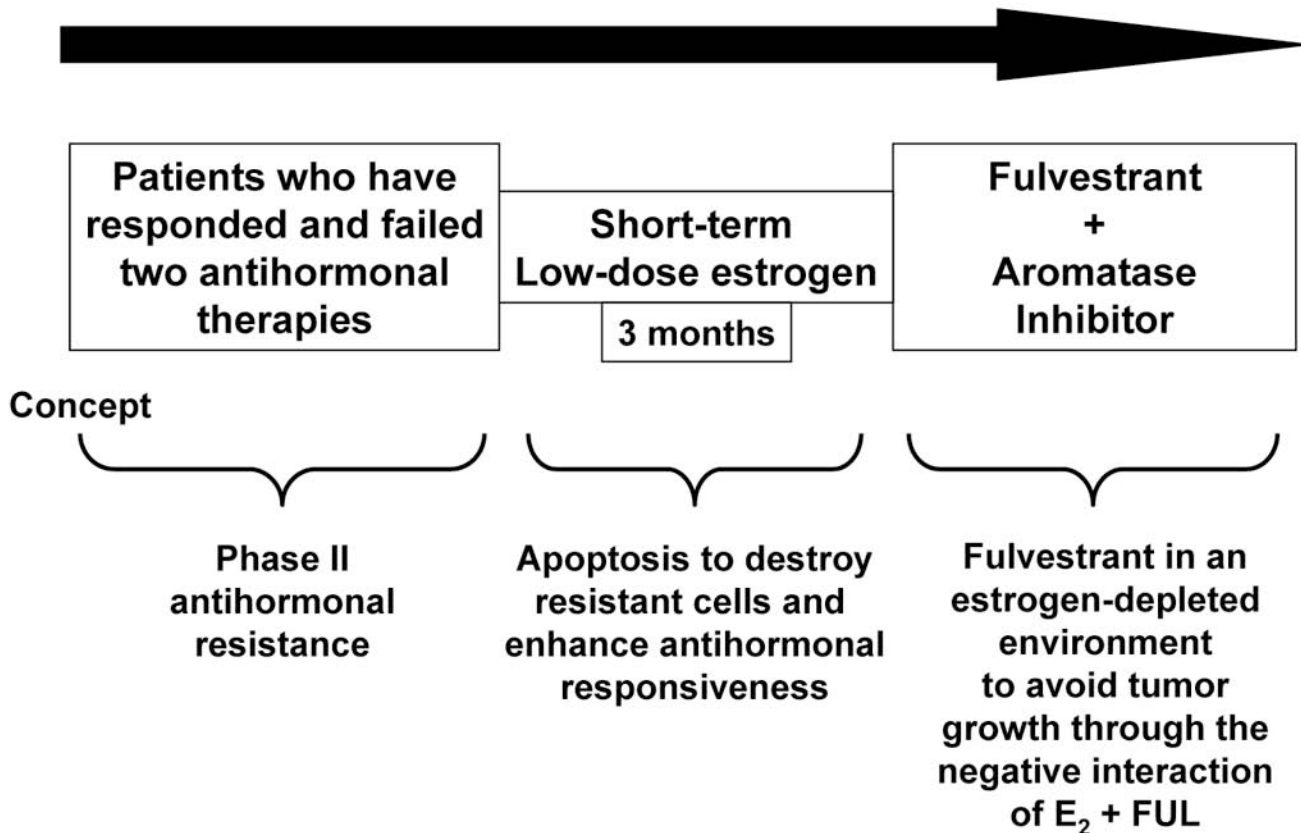 Patients who have
responded and failed
two antihormonal
therapies
Short-term
Low-dose estrogen
3 months
Fulvestrant
+
Aromatase
Inhibitor
Concept
Phase II
antihormonal
resistance
Apoptosis to destroy
resistant cells and
enhance antihormonal
responsiveness
Fulvestrant in an
estrogen-depleted
environment
to avoid tumor
growth through the
negative interaction
of E₂ + FUL